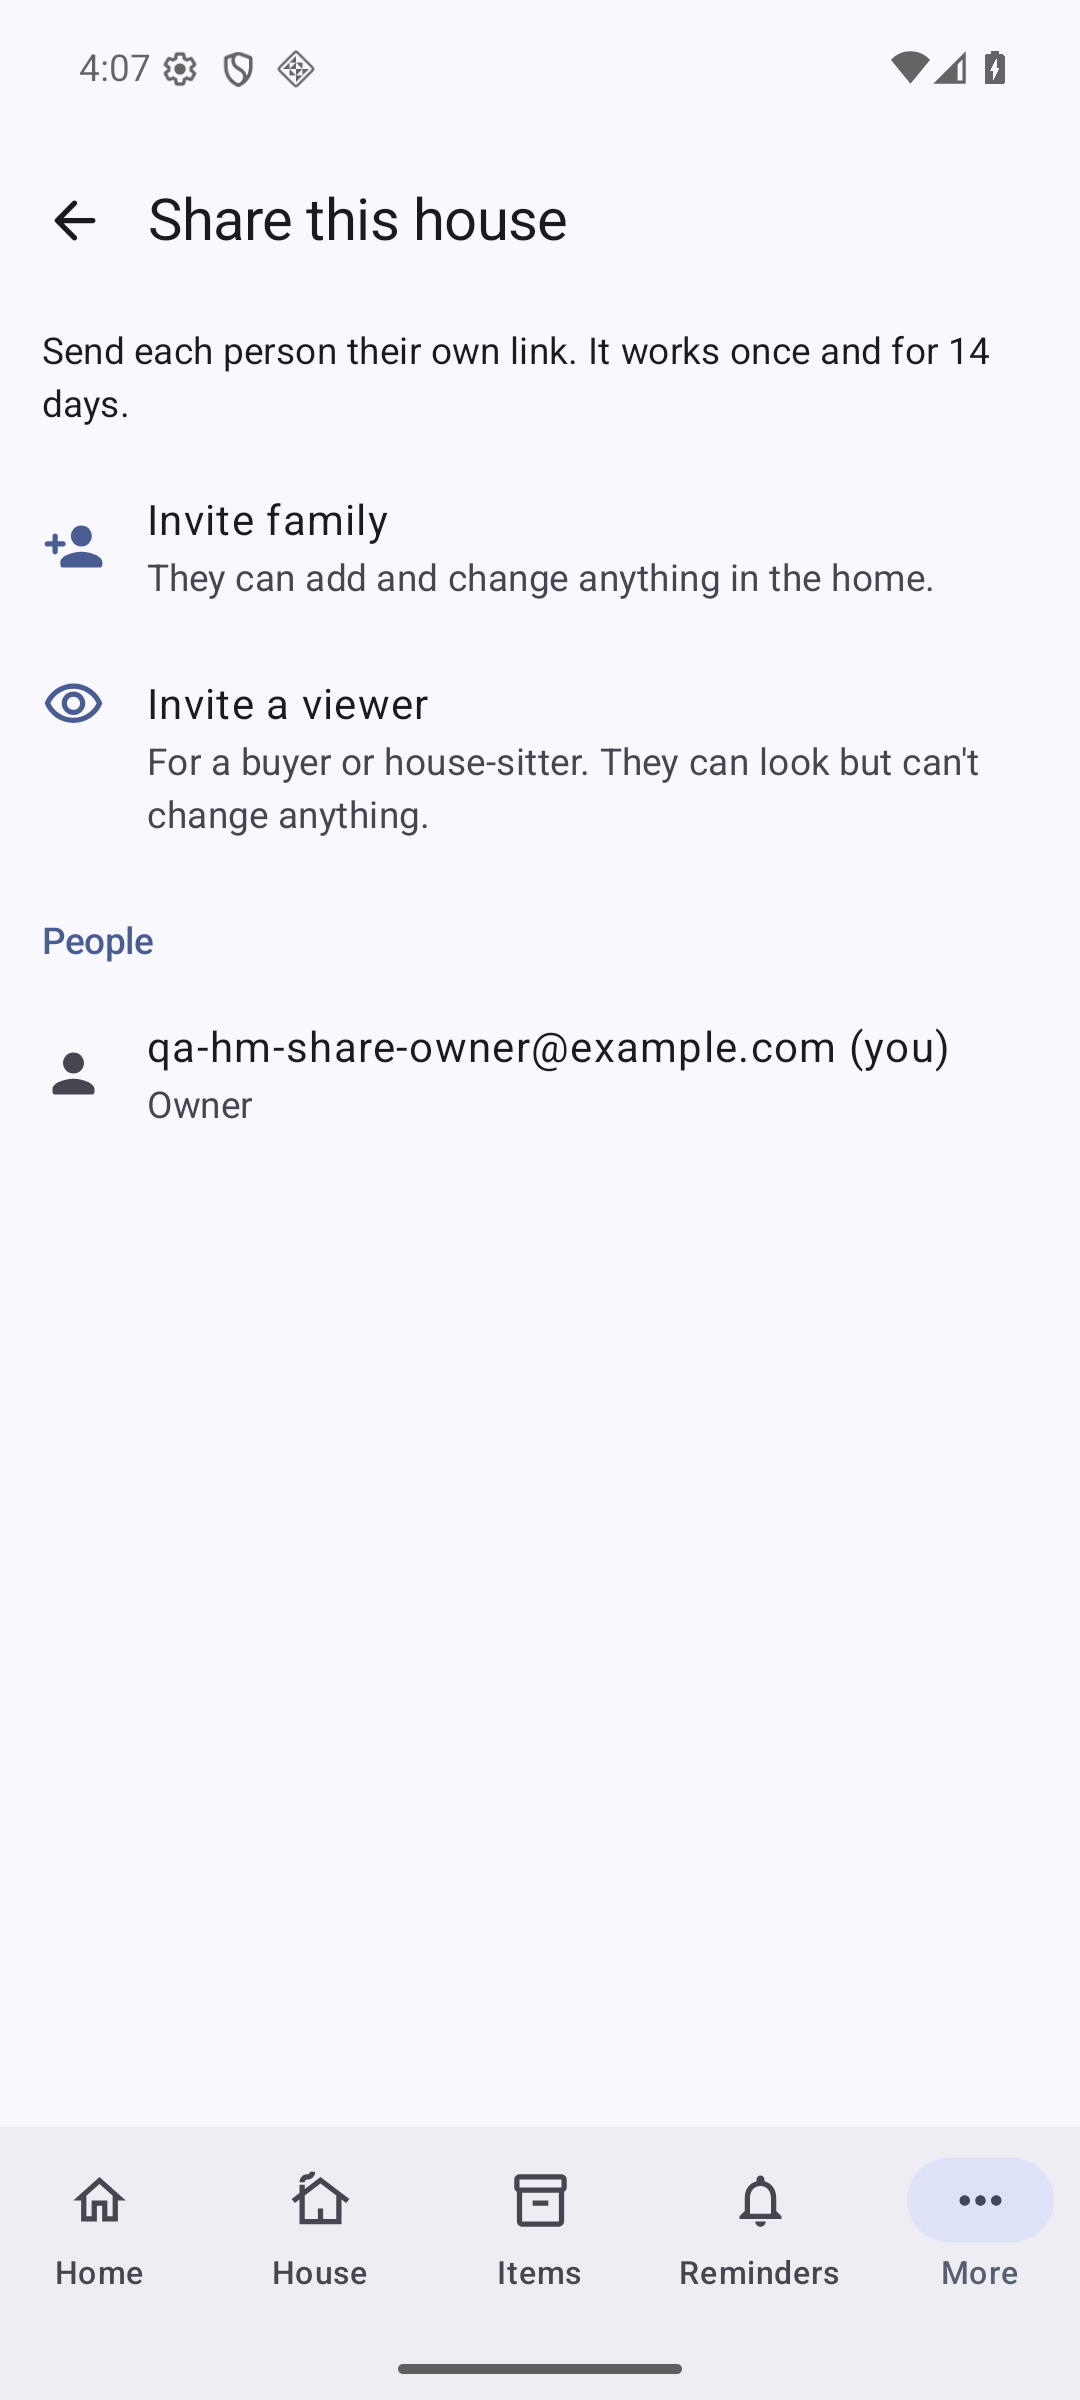 4:07
Share this house
Send each person their own link. It works once and for 14
days.
Invite family
They can add and change anything in the home.
Invite a viewer
For a buyer or house-sitter. They can look but can't
change anything.
People
qa-hm-share-owner@example.com (you)
Owner
Home
House
Items
Reminders
More